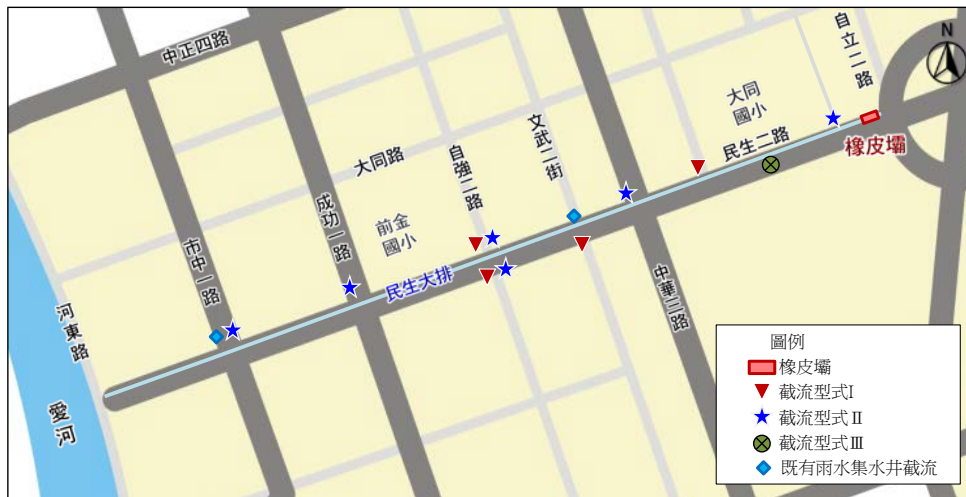 中正四路
自立二路
N
大同
國小
民生二路
橡皮壩
文武二街
大同路
自強二路
成功一路
前金
國小
市中一路
民生大排
中華三路
河東路
愛河
圖例
橡皮壩
截流型式I
截流型式Ⅱ
截流型式Ⅲ
既有雨水集水井截流